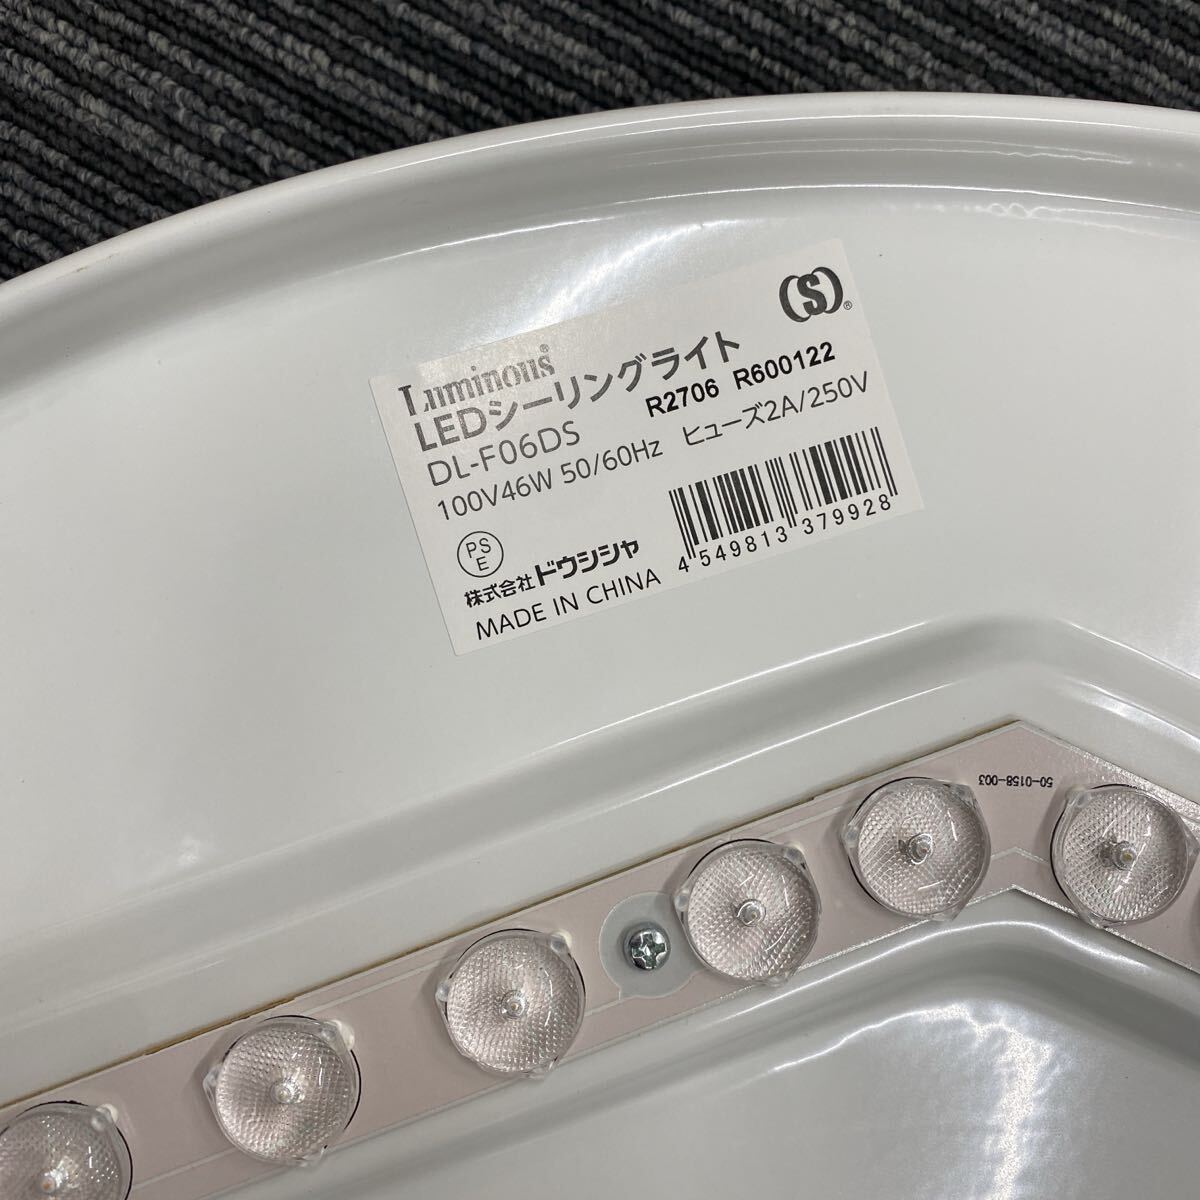 (S)®
Luminous®
LEDシーリングライト
DL-F06DS R2706 R600122
100V46W 50/60Hz ヒューズ2A/250V
PSE
株式会社ドウシシャ
MADE IN CHINA
4 549813 379928
50-0158-003